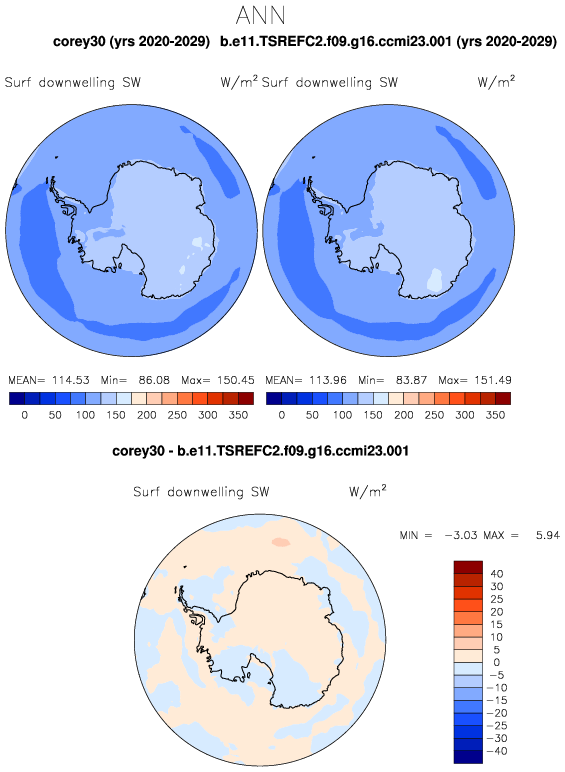 ANN
corey30 (yrs 2020-2029) b.e11.TSREFC2.f09.g16.ccmi23.001 (yrs 2020-2029)
Surf downwelling SW W/m² Surf downwelling SW W/m²
MEAN= 114.53 Min= 86.08 Max= 150.45 MEAN= 113.96 Min= 83.87 Max= 151.49
0 50 100 150 200 250 300 350 0 50 100 150 200 250 300 350
corey30 - b.e11.TSREFC2.f09.g16.ccmi23.001
Surf downwelling SW W/m²
MIN = -3.03 MAX = 5.94
40
30
25
20
15
10
5
0
-5
-10
-15
-20
-25
-30
-40